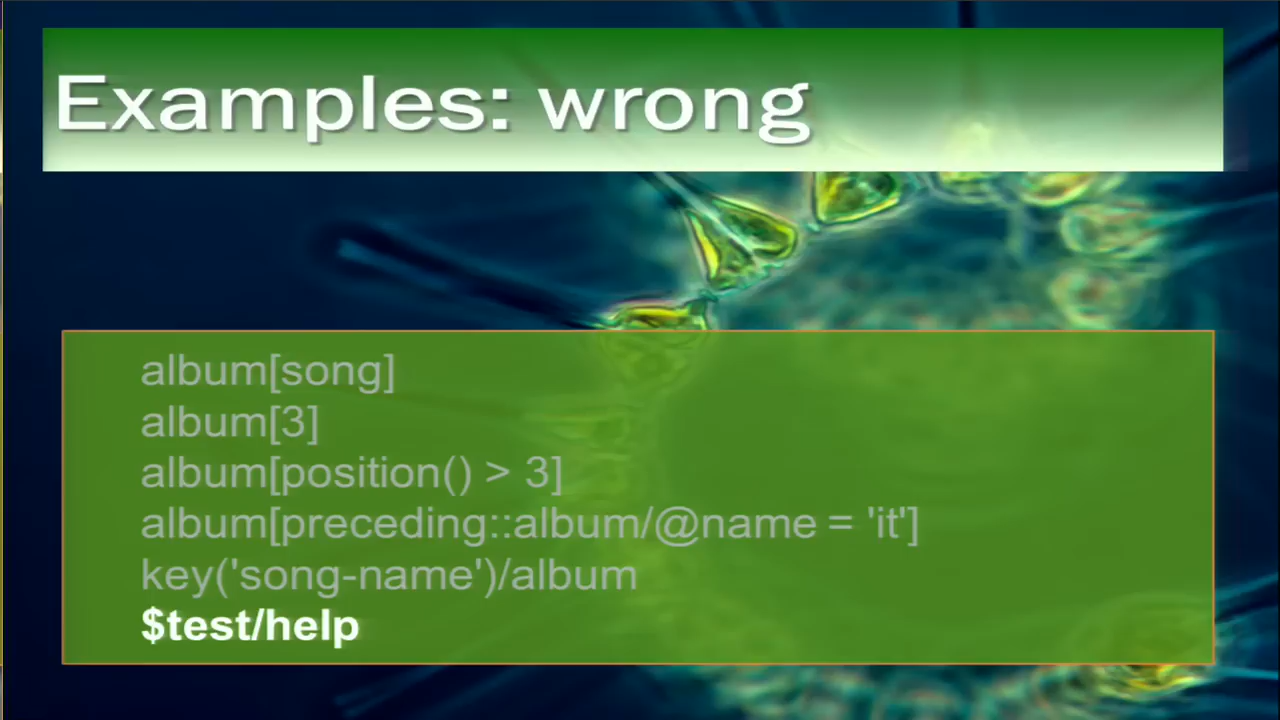 Examples: wrong
album[song]
album[3]
album[position() > 3]
album[preceding::album/@name = 'it']
key('song-name')/album
$test/help